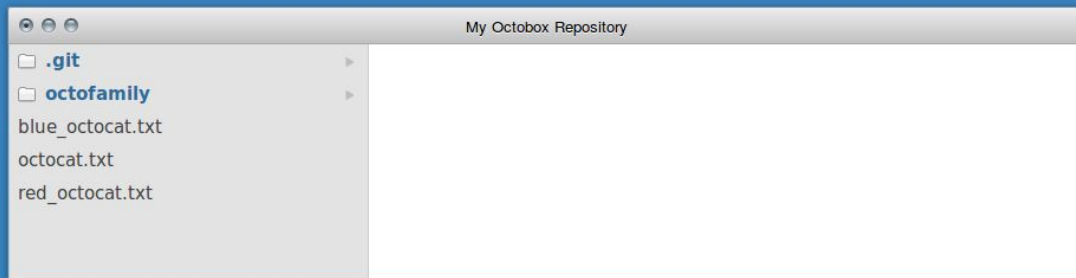 My Octobox Repository
.git
octofamily
blue_octocat.txt
octocat.txt
red_octocat.txt